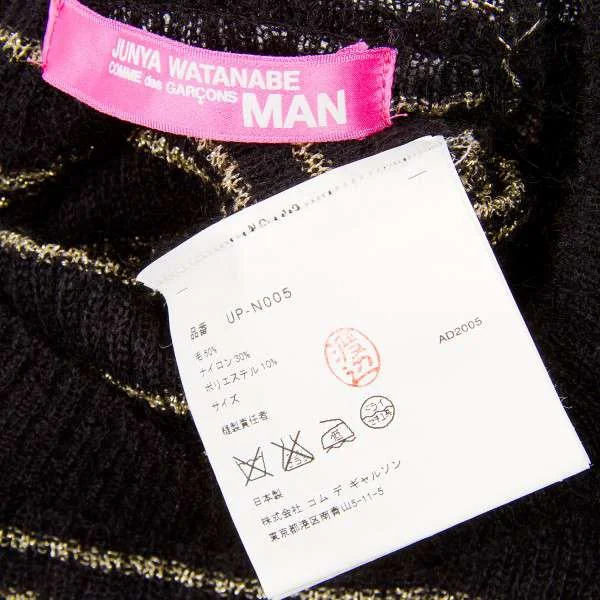 JUNYA WATANABE
COMME des GARÇONS MAN
品番 UP-N005
毛 60%
ナイロン 30%
ポリエステル 10%
サイズ
縫製責任者
AD2005
日本製
株式会社 コム デ ギャルソン
東京都港区南青山5-11-5